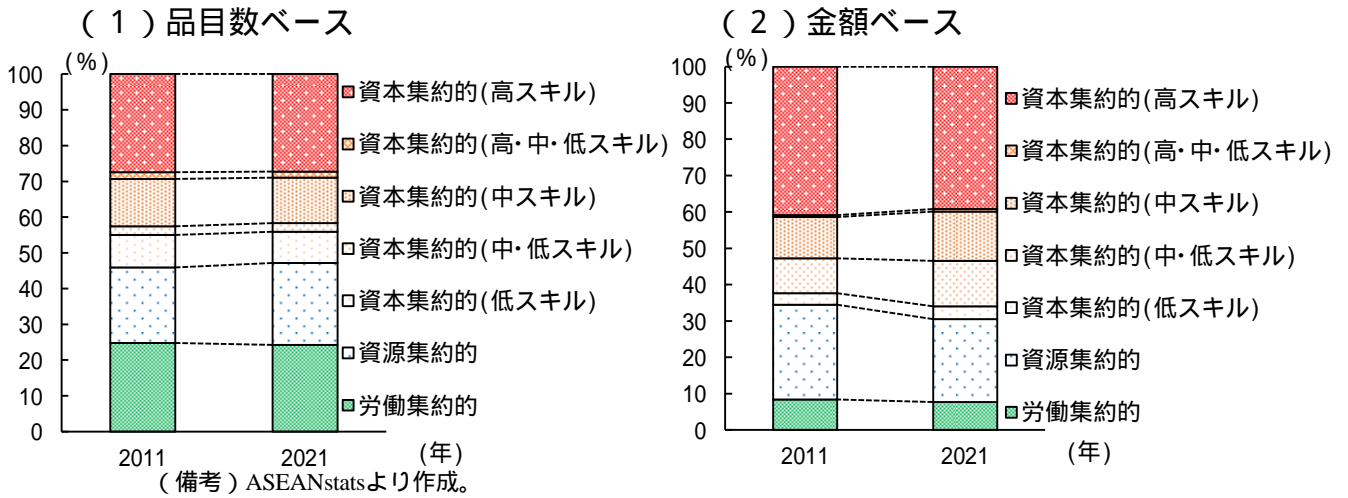 （１）品目数ベース
(%)
100
90
80
70
60
50
40
30
20
10
0
2011
2021
(年)
資本集約的(高スキル)
資本集約的(高・中・低スキル)
資本集約的(中スキル)
資本集約的(中・低スキル)
資本集約的(低スキル)
資源集約的
労働集約的
（２）金額ベース
(%)
100
90
80
70
60
50
40
30
20
10
0
2011
2021
(年)
資本集約的(高スキル)
資本集約的(高・中・低スキル)
資本集約的(中スキル)
資本集約的(中・低スキル)
資本集約的(低スキル)
資源集約的
労働集約的
（備考）ASEANstatsより作成。